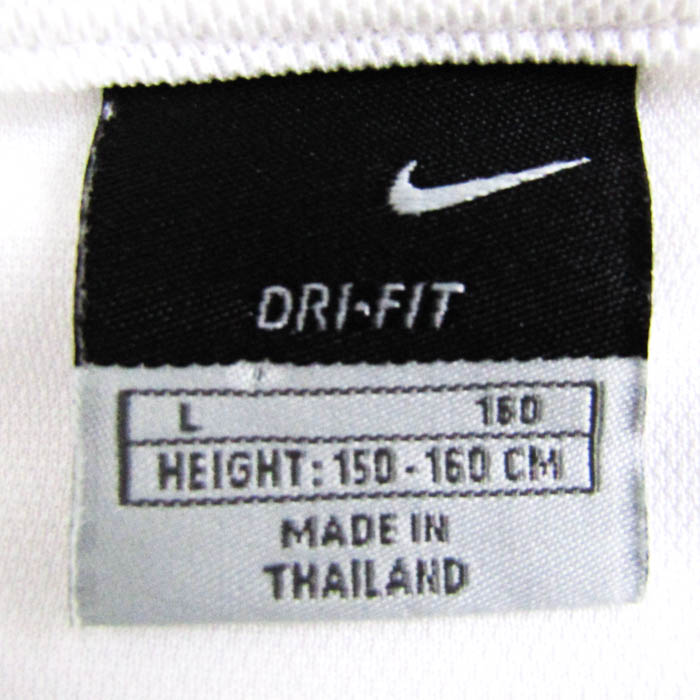 DRI-FIT
L 160
HEIGHT: 150 - 160 CM
MADE IN
THAILAND